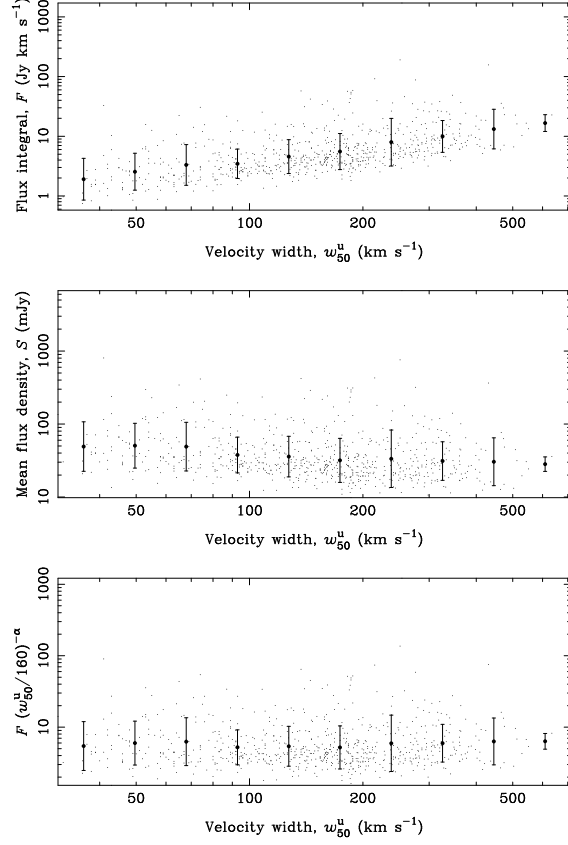 Flux integral, F (Jy km s⁻¹)
1000
100
10
1
50 100 200 500
Velocity width, w₅₀ᵘ (km s⁻¹)
Mean flux density, S (mJy)
1000
100
10
50 100 200 500
Velocity width, w₅₀ᵘ (km s⁻¹)
F (w₅₀ᵘ/160)⁻ᵅ
1000
100
10
50 100 200 500
Velocity width, w₅₀ᵘ (km s⁻¹)